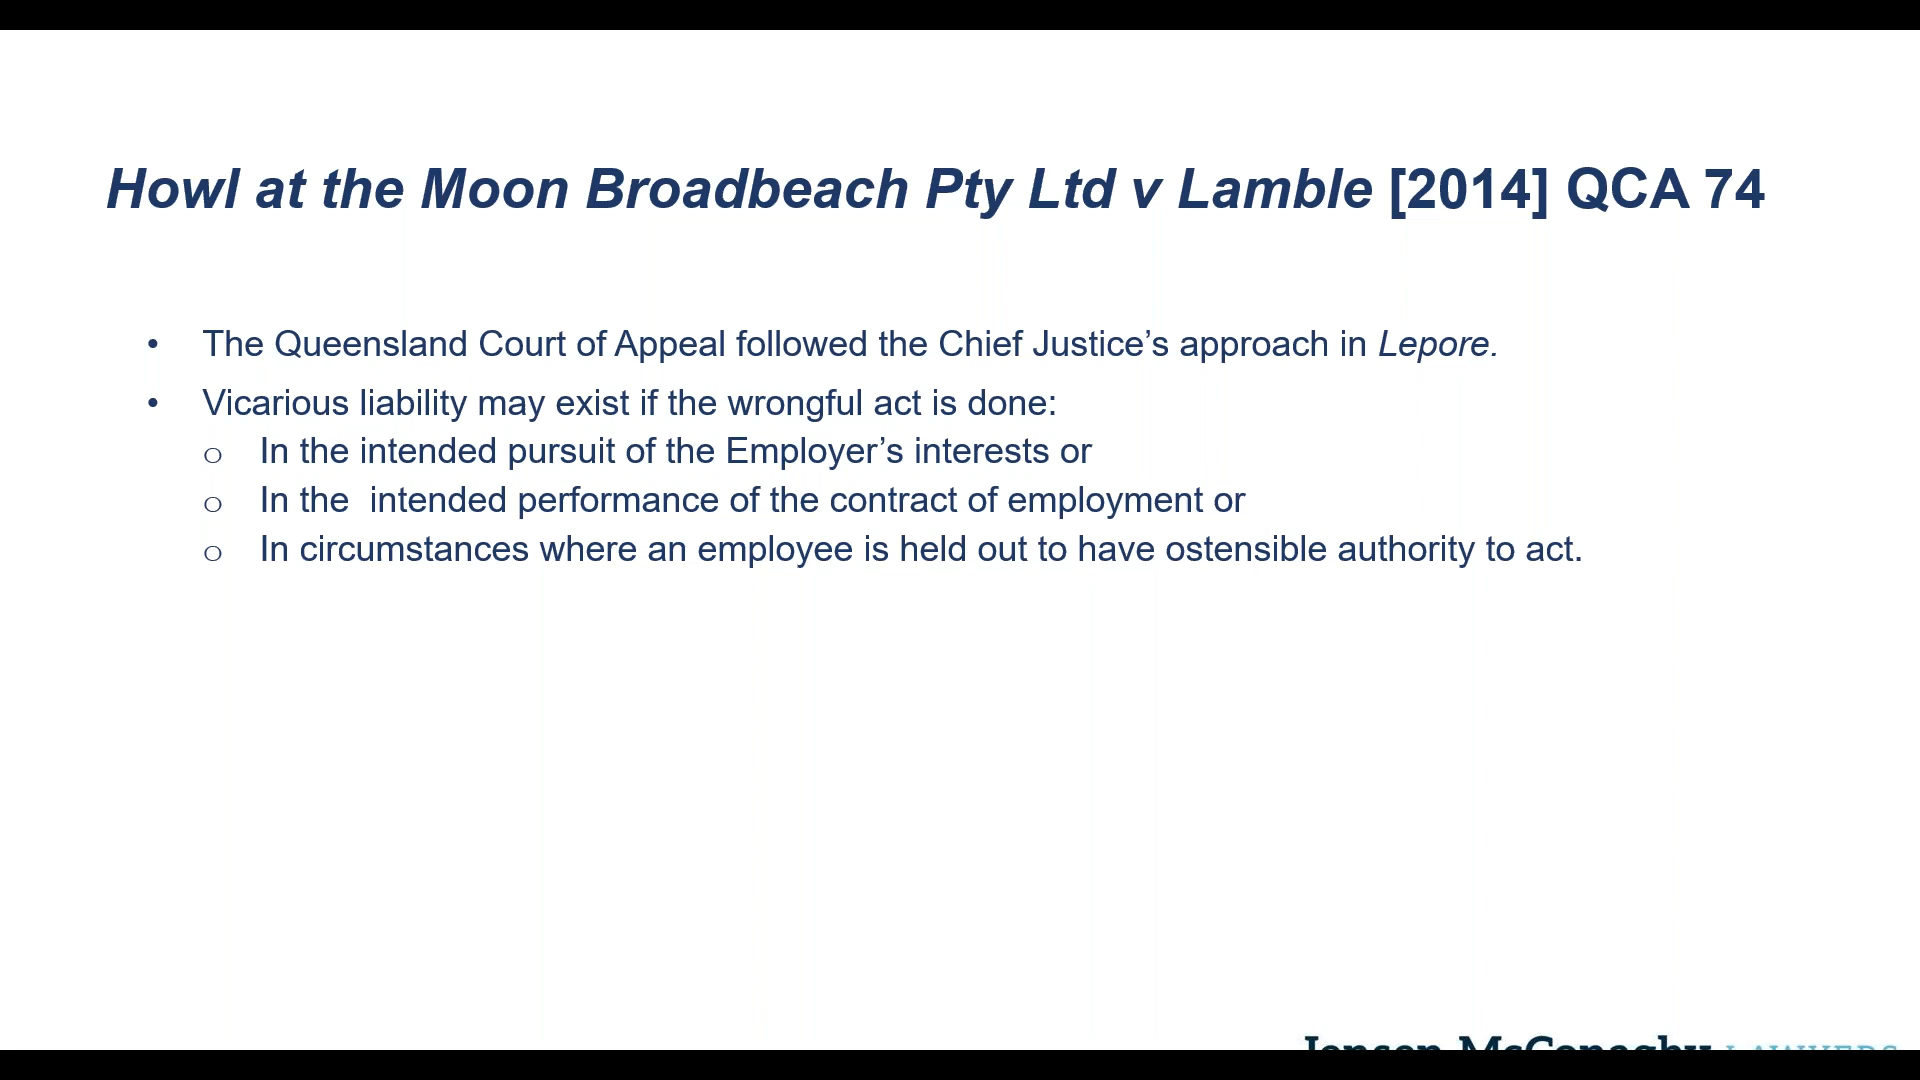 Howl at the Moon Broadbeach Pty Ltd v Lamble [2014] QCA 74
• The Queensland Court of Appeal followed the Chief Justice’s approach in Lepore.
• Vicarious liability may exist if the wrongful act is done:
o In the intended pursuit of the Employer’s interests or
o In the  intended performance of the contract of employment or
o In circumstances where an employee is held out to have ostensible authority to act.
Jensen McConaghy LAWYERS